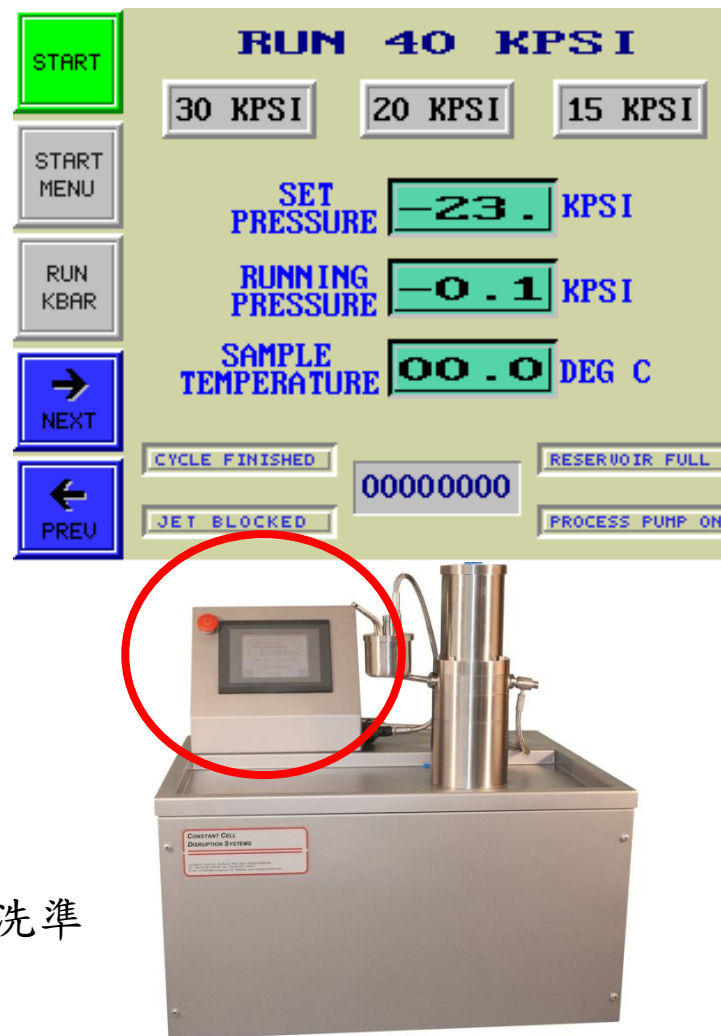 START
RUN 40 KPSI
30 KPSI 20 KPSI 15 KPSI
START
MENU
SET
PRESSURE
-23. KPSI
RUN
KBAR
RUNNING
PRESSURE
-0.1 KPSI
SAMPLE
TEMPERATURE
00.0 DEG C
NEXT
CYCLE FINISHED
00000000
RESERVOIR FULL
PREV
JET BLOCKED
PROCESS PUMP ON
CONSTANT CELL
DISRUPTION SYSTEMS
洗準